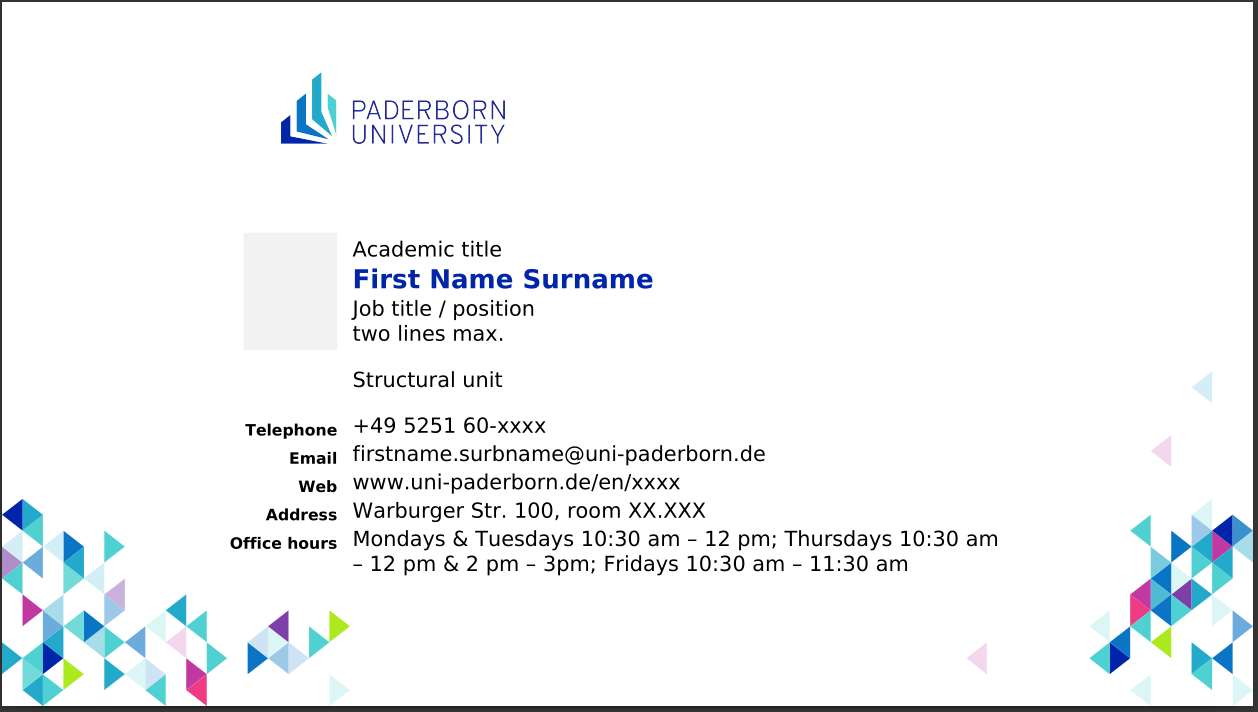 PADERBORN
UNIVERSITY
Academic title
First Name Surname
Job title / position
two lines max.
Structural unit
Telephone +49 5251 60-xxxx
Email firstname.surbname@uni-paderborn.de
Web www.uni-paderborn.de/en/xxxx
Address Warburger Str. 100, room XX.XXX
Office hours Mondays & Tuesdays 10:30 am – 12 pm; Thursdays 10:30 am
– 12 pm & 2 pm – 3pm; Fridays 10:30 am – 11:30 am